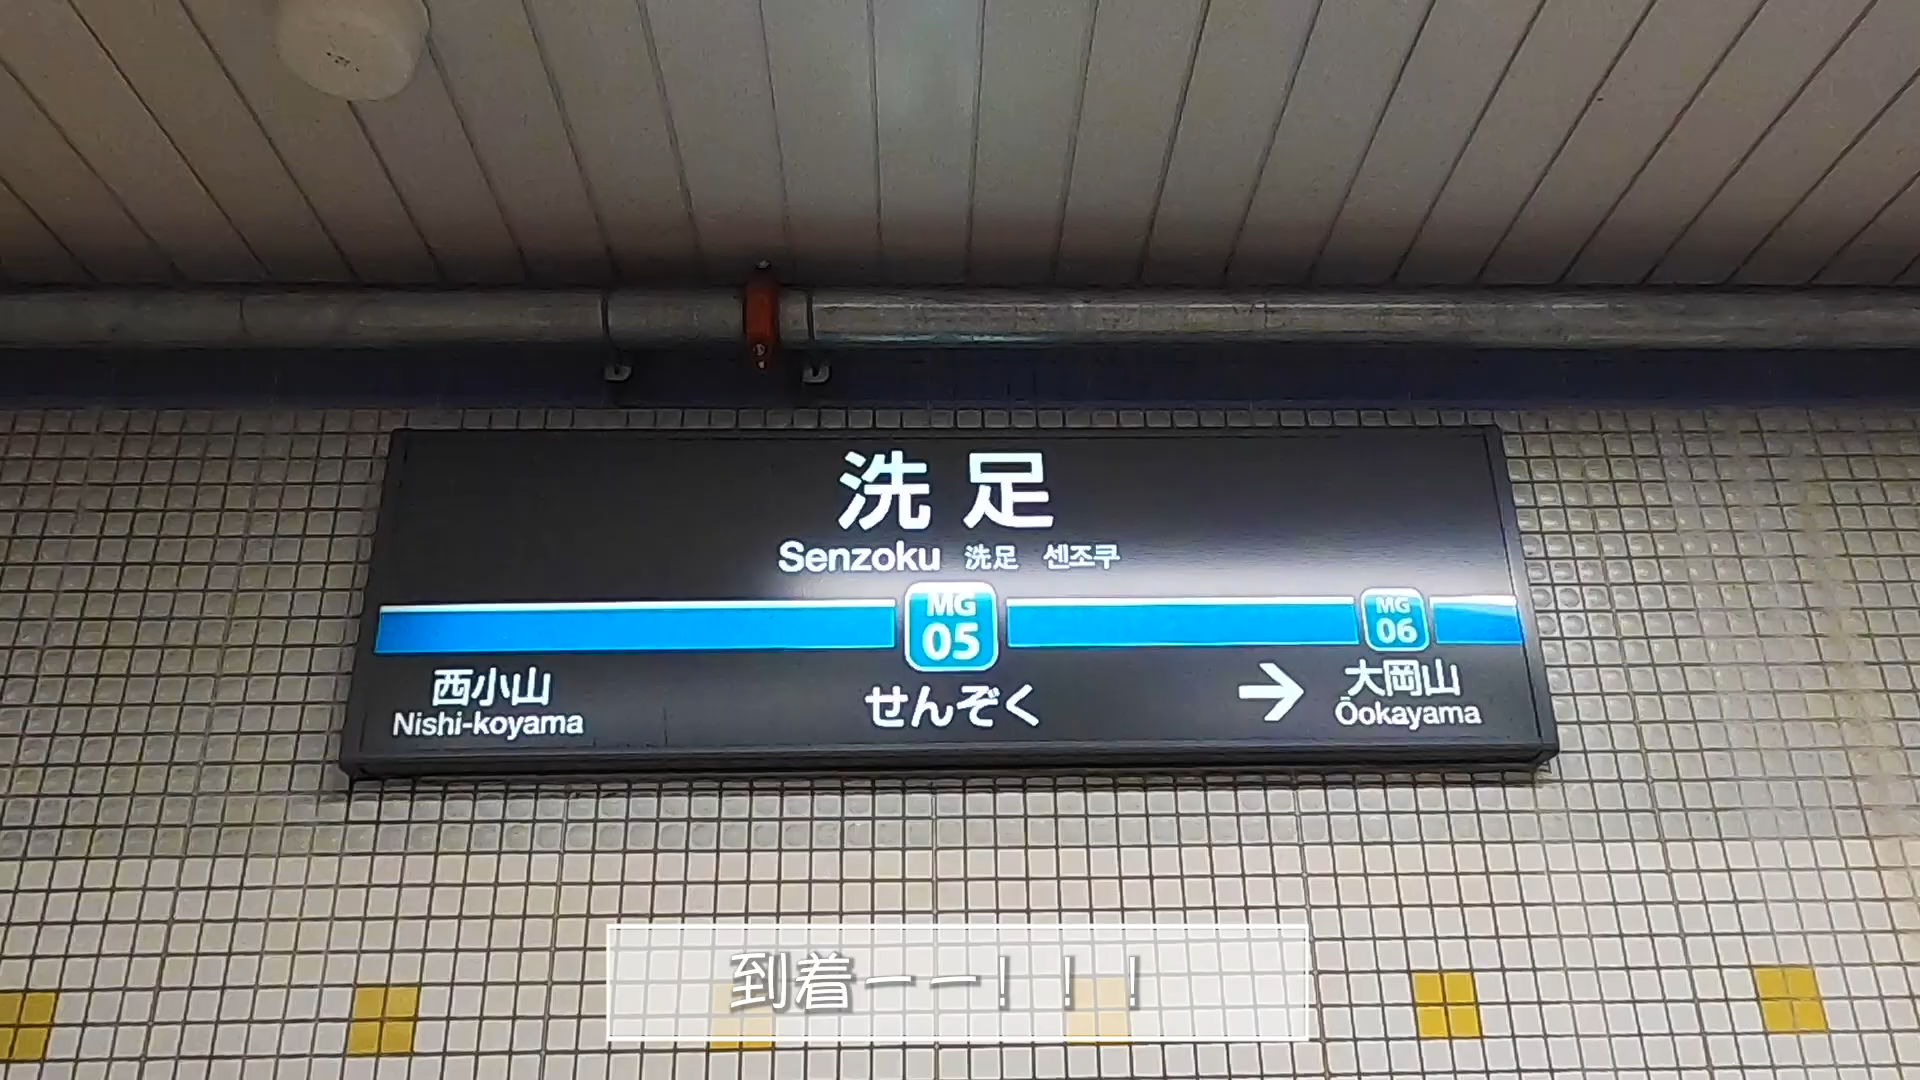 洗足
Senzoku 洗足 센조쿠
MG
05
MG
06
西小山
Nishi-koyama
せんぞく
→ 大岡山
Ōokayama
到着ーー！！！